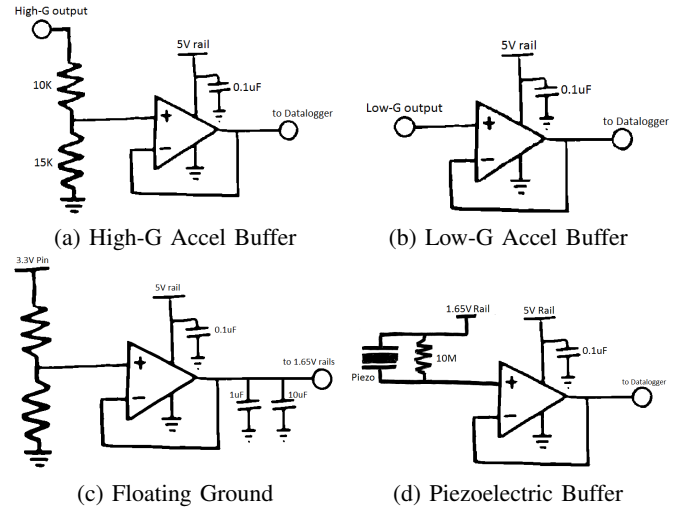 High-G output
5V rail
10K
0.1uF
+
to Datalogger
−
15K
(a) High-G Accel Buffer
5V rail
0.1uF
Low-G output
+
to Datalogger
−
(b) Low-G Accel Buffer
3.3V Pin
5V rail
0.1uF
+
to 1.65V rails
−
1uF
10uF
(c) Floating Ground
1.65V Rail
5V Rail
10M
0.1uF
Piezo
+
to Datalogger
−
(d) Piezoelectric Buffer